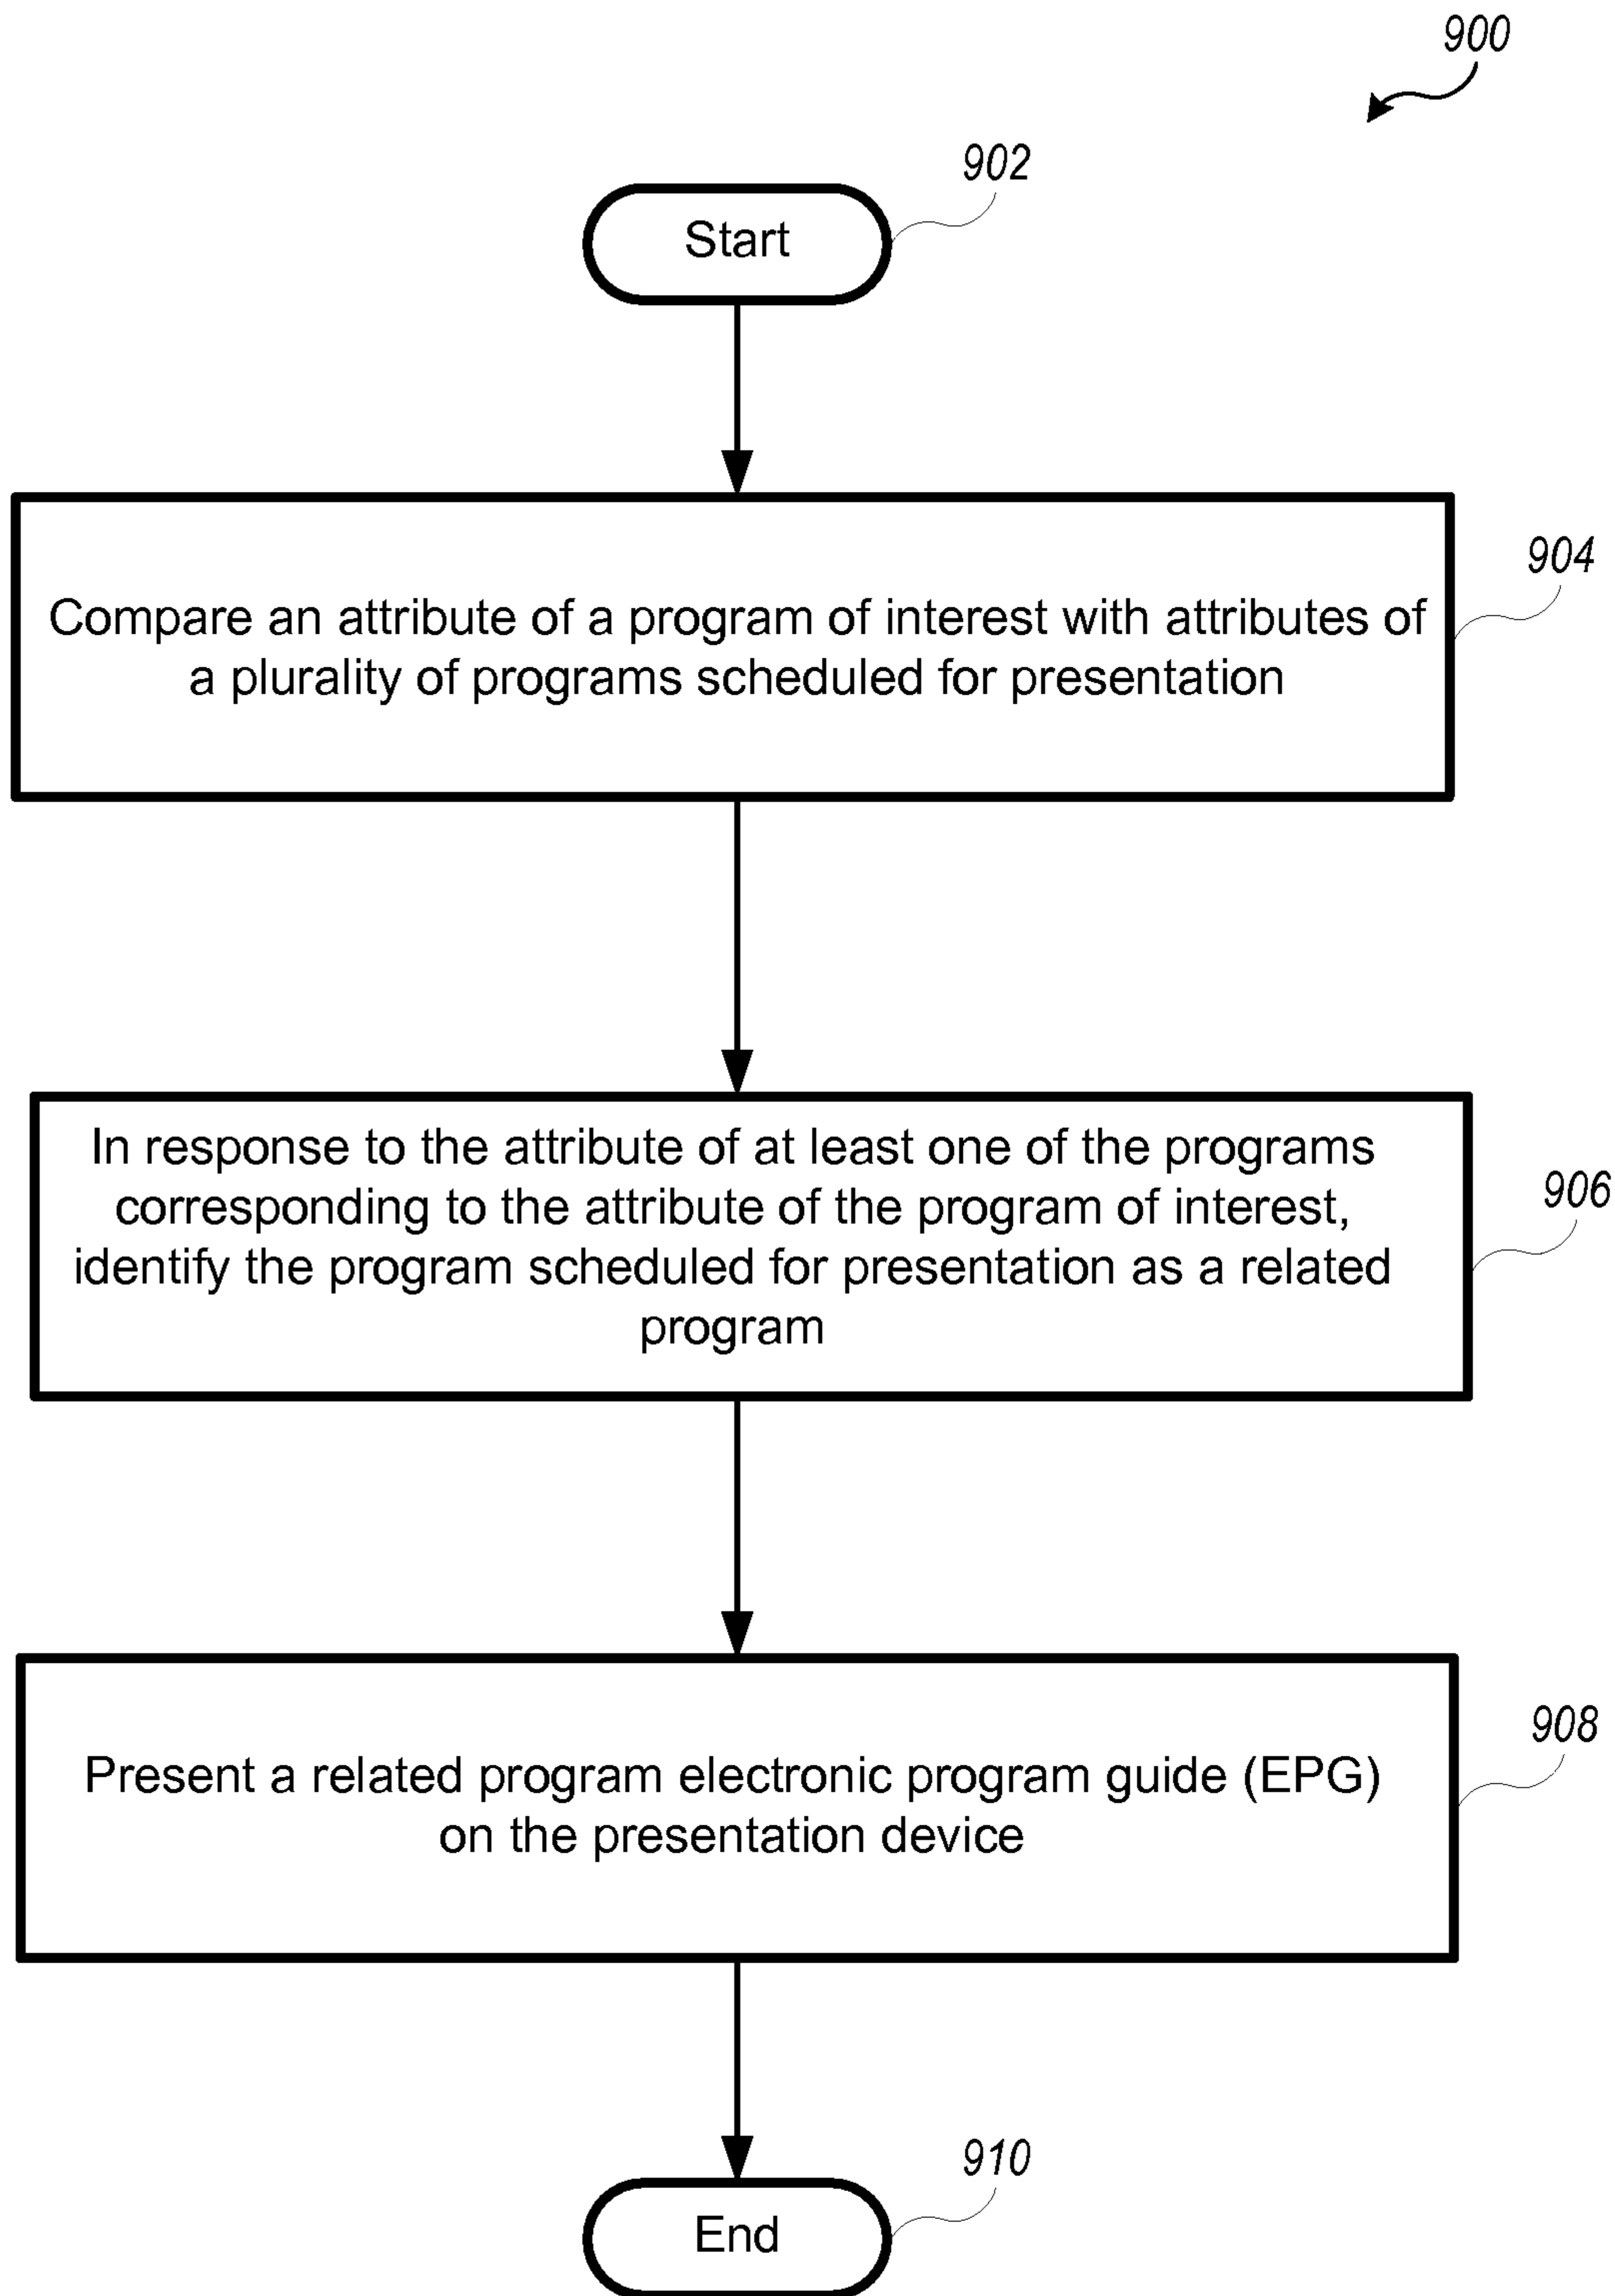 900
902
Start
904
Compare an attribute of a program of interest with attributes of
a plurality of programs scheduled for presentation
906
In response to the attribute of at least one of the programs
corresponding to the attribute of the program of interest,
identify the program scheduled for presentation as a related
program
908
Present a related program electronic program guide (EPG)
on the presentation device
910
End